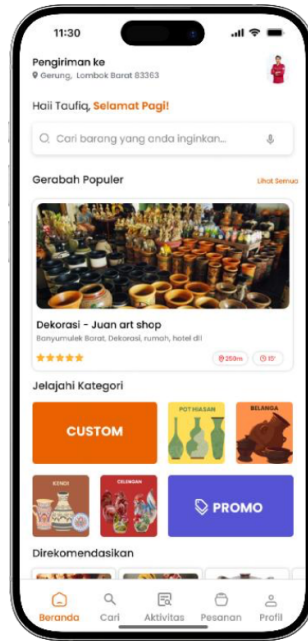 11:30
Pengiriman ke
Gerung, Lombok Barat 83363
Haii Taufiq, Selamat Pagi!
Cari barang yang anda inginkan...
Gerabah Populer
Lihat Semua
Dekorasi - Juan art shop
Banyumulek Barat, Dekorasi, rumah, hotel dll
250m
15'
Jelajahi Kategori
CUSTOM
POT HIASAN
BELANGA
KENDI
CELENGAN
PROMO
Direkomendasikan
Beranda
Cari
Aktivitas
Pesanan
Profil